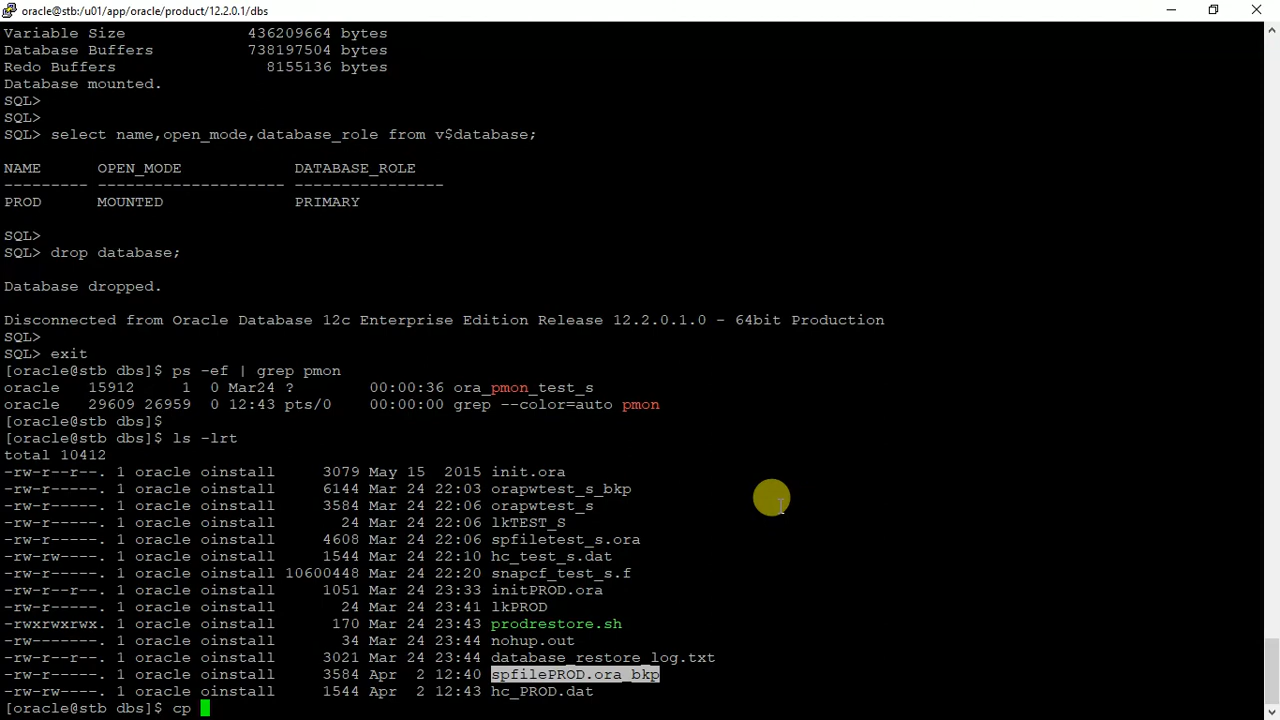 oracle@stb:/u01/app/oracle/product/12.2.0.1/dbs
Variable Size 436209664 bytes
Database Buffers 738197504 bytes
Redo Buffers 8155136 bytes
Database mounted.
SQL>
SQL>
SQL> select name,open_mode,database_role from v$database;
NAME OPEN_MODE DATABASE_ROLE
--------- -------------------- ----------------
PROD MOUNTED PRIMARY
SQL>
SQL> drop database;
Database dropped.
Disconnected from Oracle Database 12c Enterprise Edition Release 12.2.0.1.0 - 64bit Production
SQL>
SQL> exit
[oracle@stb dbs]$ ps -ef | grep pmon
oracle 15912 1 0 Mar24 ? 00:00:36 ora_pmon_test_s
oracle 29609 26959 0 12:43 pts/0 00:00:00 grep --color=auto pmon
[oracle@stb dbs]$
[oracle@stb dbs]$ ls -lrt
total 10412
-rw-r--r--. 1 oracle oinstall 3079 May 15 2015 init.ora
-rw-r-----. 1 oracle oinstall 6144 Mar 24 22:03 orapwtest_s_bkp
-rw-r-----. 1 oracle oinstall 3584 Mar 24 22:06 orapwtest_s
-rw-r-----. 1 oracle oinstall 24 Mar 24 22:06 lkTEST_S
-rw-r-----. 1 oracle oinstall 4608 Mar 24 22:06 spfiletest_s.ora
-rw-rw----. 1 oracle oinstall 1544 Mar 24 22:10 hc_test_s.dat
-rw-r-----. 1 oracle oinstall 10600448 Mar 24 22:20 snapcf_test_s.f
-rw-r--r--. 1 oracle oinstall 1051 Mar 24 23:33 initPROD.ora
-rw-r-----. 1 oracle oinstall 24 Mar 24 23:41 lkPROD
-rwxrwxrwx. 1 oracle oinstall 170 Mar 24 23:43 prodrestore.sh
-rw-------. 1 oracle oinstall 34 Mar 24 23:44 nohup.out
-rw-r--r--. 1 oracle oinstall 3021 Mar 24 23:44 database_restore_log.txt
-rw-r-----. 1 oracle oinstall 3584 Apr 2 12:40 spfilePROD.ora_bkp
-rw-rw----. 1 oracle oinstall 1544 Apr 2 12:43 hc_PROD.dat
[oracle@stb dbs]$ cp